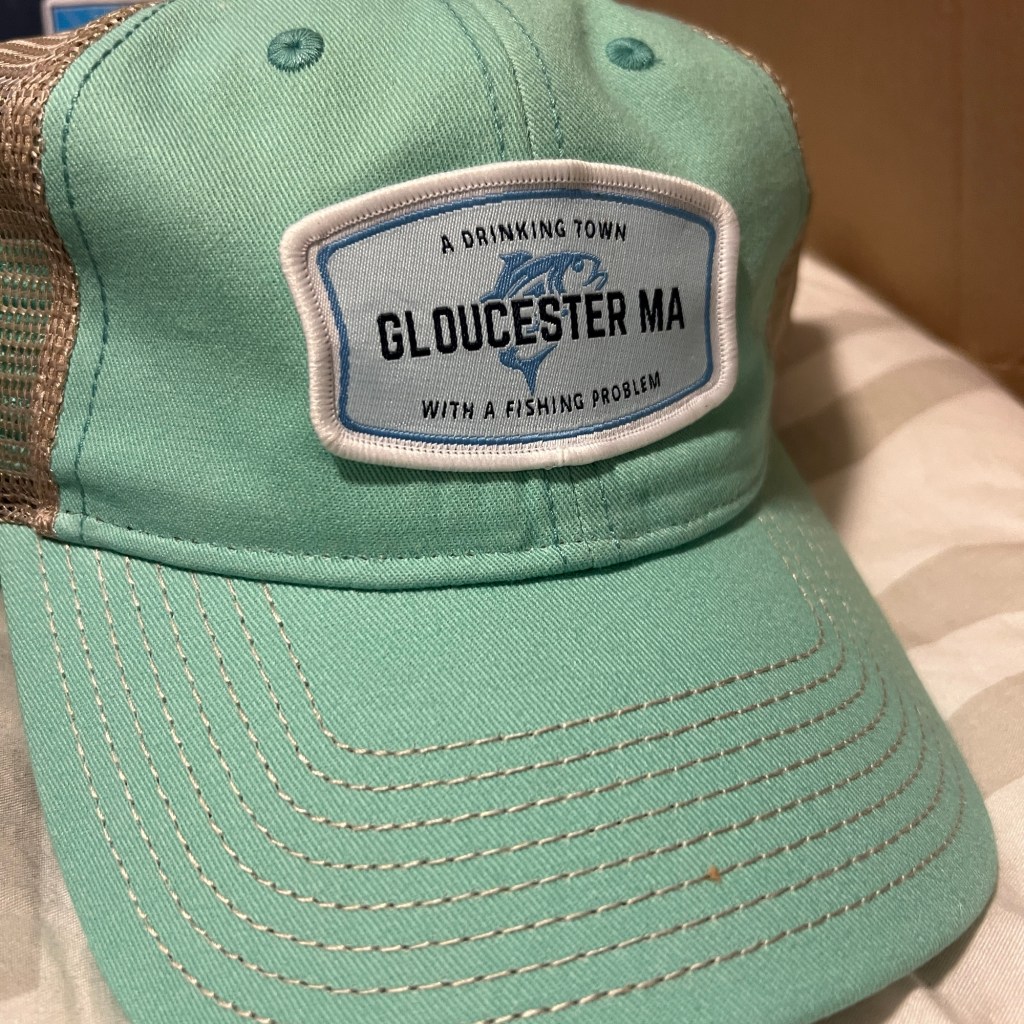 A DRINKING TOWN
GLOUCESTER MA
WITH A FISHING PROBLEM